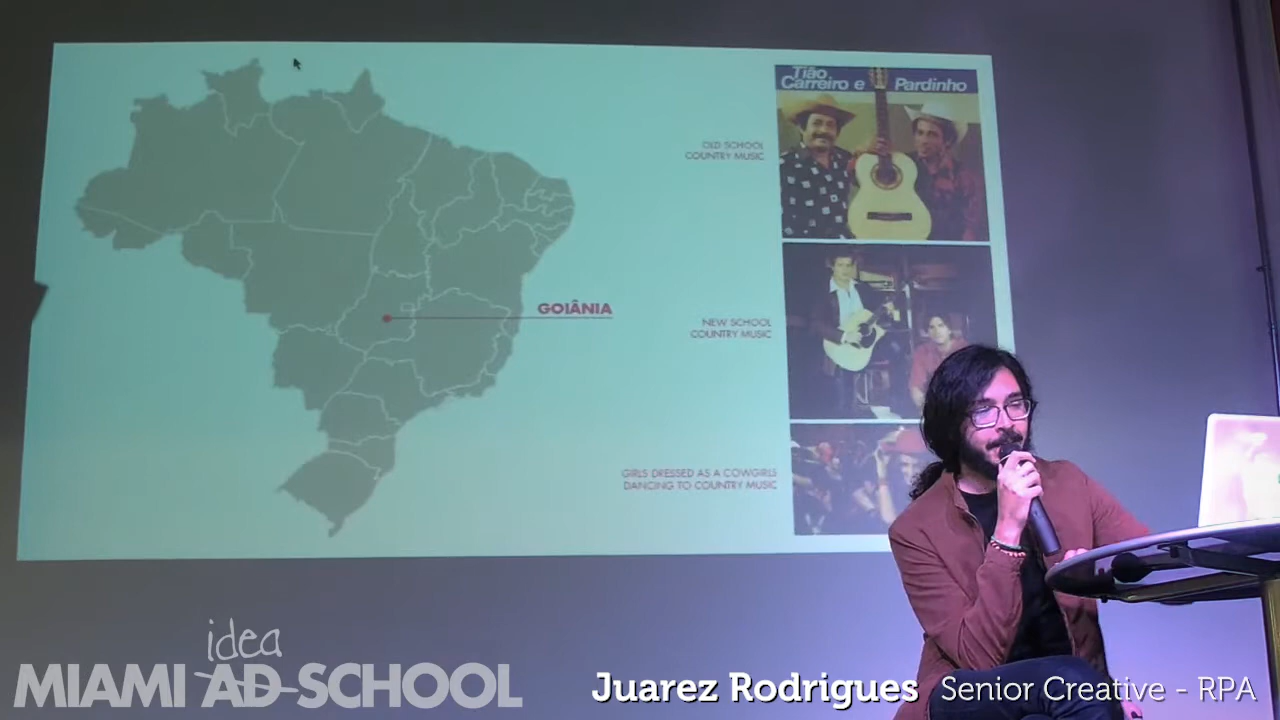 Tião
Carreiro e Pardinho
OLD SCHOOL
COUNTRY MUSIC
GOIÂNIA
NEW SCHOOL
COUNTRY MUSIC
GIRLS DRESSED AS A COWGIRLS
DANCING TO COUNTRY MUSIC
idea
MIAMI AD SCHOOL
Juarez Rodrigues Senior Creative - RPA